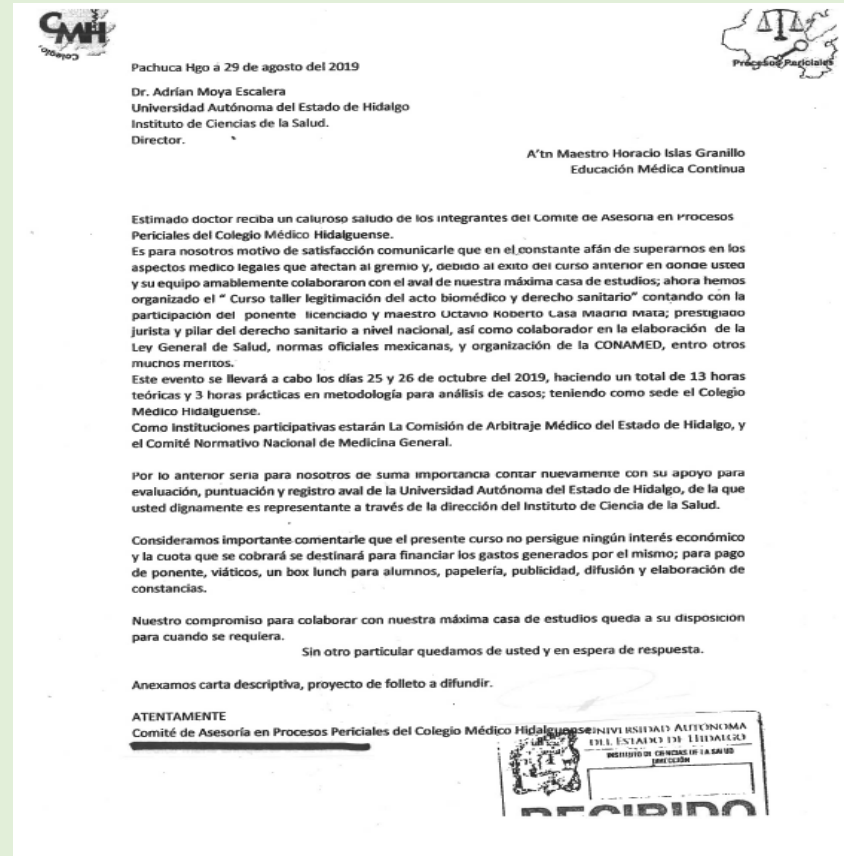 CMH
Colegio
Procesos Periciales
Pachuca Hgo a 29 de agosto del 2019
Dr. Adrían Moya Escalera
Universidad Autónoma del Estado de Hidalgo
Instituto de Ciencias de la Salud.
Director.
A'tn Maestro Horacio Islas Granillo
Educación Médica Continua
Estimado doctor reciba un caluroso saludo de los integrantes del Comité de Asesoría en Procesos
Periciales del Colegio Médico Hidalguense.
Es para nosotros motivo de satisfacción comunicarle que en el constante afán de superarnos en los
aspectos medico legales que afectan al gremio y, debido al exito del curso anterior en donde usted
y su equipo amablemente colaboraron con el aval de nuestra máxima casa de estudios; ahora hemos
organizado el " Curso taller legitimación del acto biomédico y derecho sanitario" contando con la
participación del ponente licenciado y maestro Octavio Roberto Casa Madrid Mata; prestigiado
jurista y pilar del derecho sanitario a nivel nacional, así como colaborador en la elaboración de la
Ley General de Salud, normas oficiales mexicanas, y organización de la CONAMED, entro otros
muchos meritos.
Este evento se llevará a cabo los días 25 y 26 de octubre del 2019, haciendo un total de 13 horas
teóricas y 3 horas prácticas en metodología para análisis de casos; teniendo como sede el Colegio
Médico Hidalguense.
Como Instituciones participativas estarán La Comisión de Arbitraje Médico del Estado de Hidalgo, y
el Comité Normativo Nacional de Medicina General.
Por lo anterior seria para nosotros de suma importancia contar nuevamente con su apoyo para
evaluación, puntuación y registro aval de la Universidad Autónoma del Estado de Hidalgo, de la que
usted dignamente es representante a través de la dirección del Instituto de Ciencia de la Salud.
Consideramos importante comentarle que el presente curso no persigue ningún interés económico
y la cuota que se cobrará se destinará para financiar los gastos generados por el mismo; para pago
de ponente, viáticos, un box lunch para alumnos, papelería, publicidad, difusión y elaboración de
constancias.
Nuestro compromiso para colaborar con nuestra máxima casa de estudios queda a su disposición
para cuando se requiera.
Sin otro particular quedamos de usted y en espera de respuesta.
Anexamos carta descriptiva, proyecto de folleto a difundir.
ATENTAMENTE
Comité de Asesoría en Procesos Periciales del Colegio Médico Hidalguense
UNIVERSIDAD AUTÓNOMA
DEL ESTADO DE HIDALGO
INSTITUTO DE CIENCIAS DE LA SALUD
DIRECCIÓN
RECIBIDO